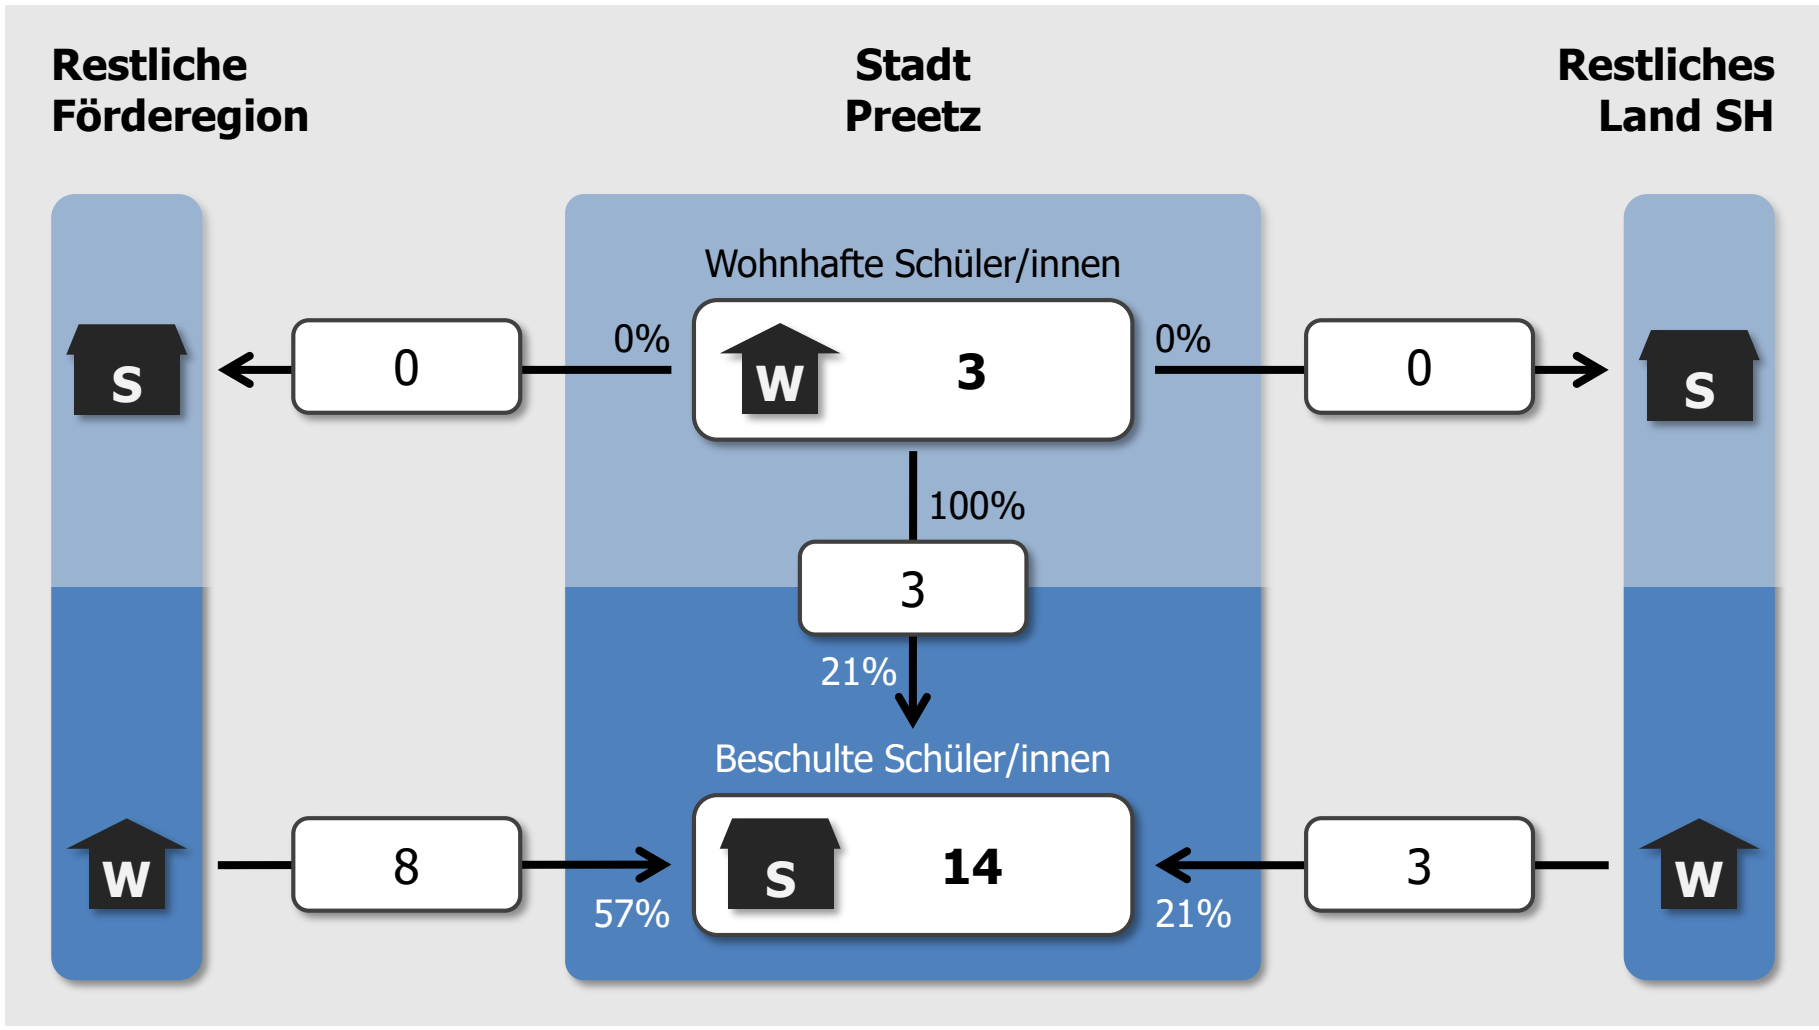 Restliche
Förderegion
Stadt
Preetz
Restliches
Land SH
Wohnhafte Schüler/innen
S
0
0%
W
3
0%
0
S
100%
3
21%
Beschulte Schüler/innen
W
8
57%
S
14
21%
3
W